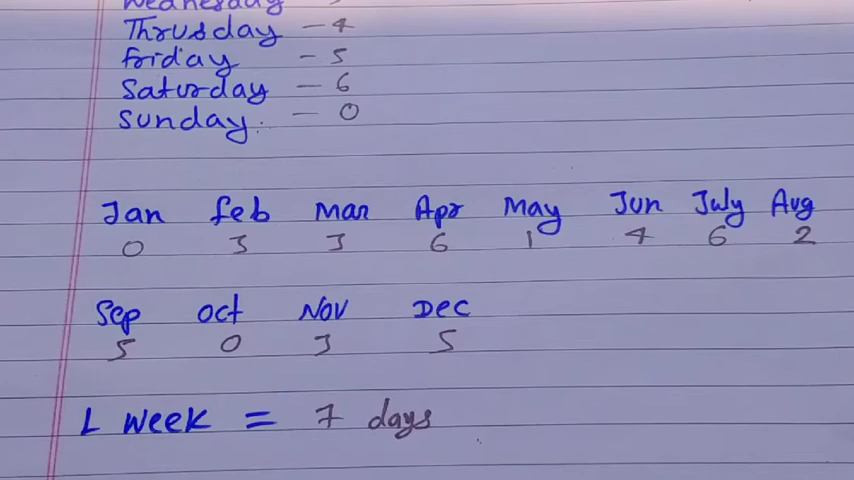 Wednesday
Thrusday - 4
Friday - 5
Saturday - 6
Sunday. - 0
Jan Feb Mar Apr May Jun July Aug
0 3 3 6 1 4 6 2
Sep Oct Nov Dec
5 0 3 5
1 week = 7 days